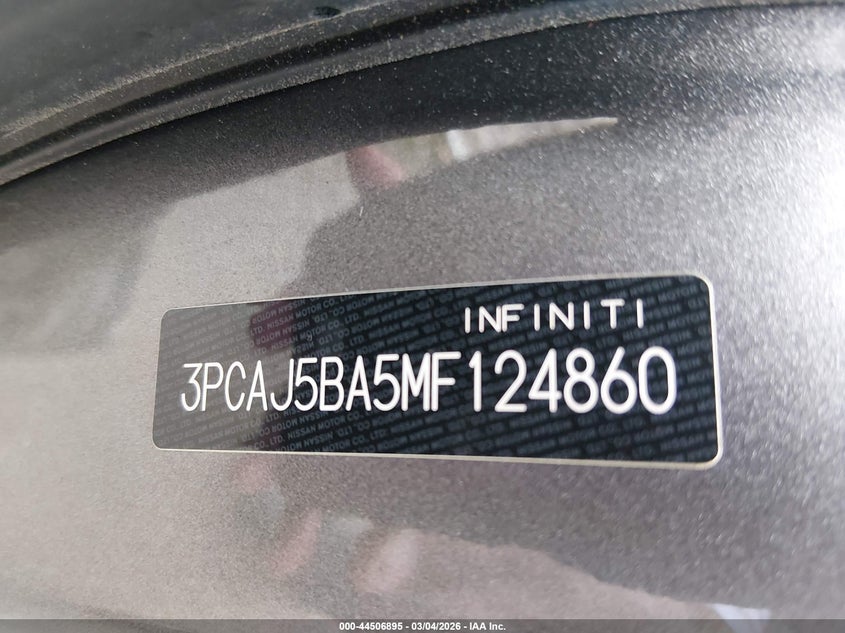 INFINITI
3PCAJ5BA5MF124860
000-44506895 - 03/04/2026 - IAA Inc.